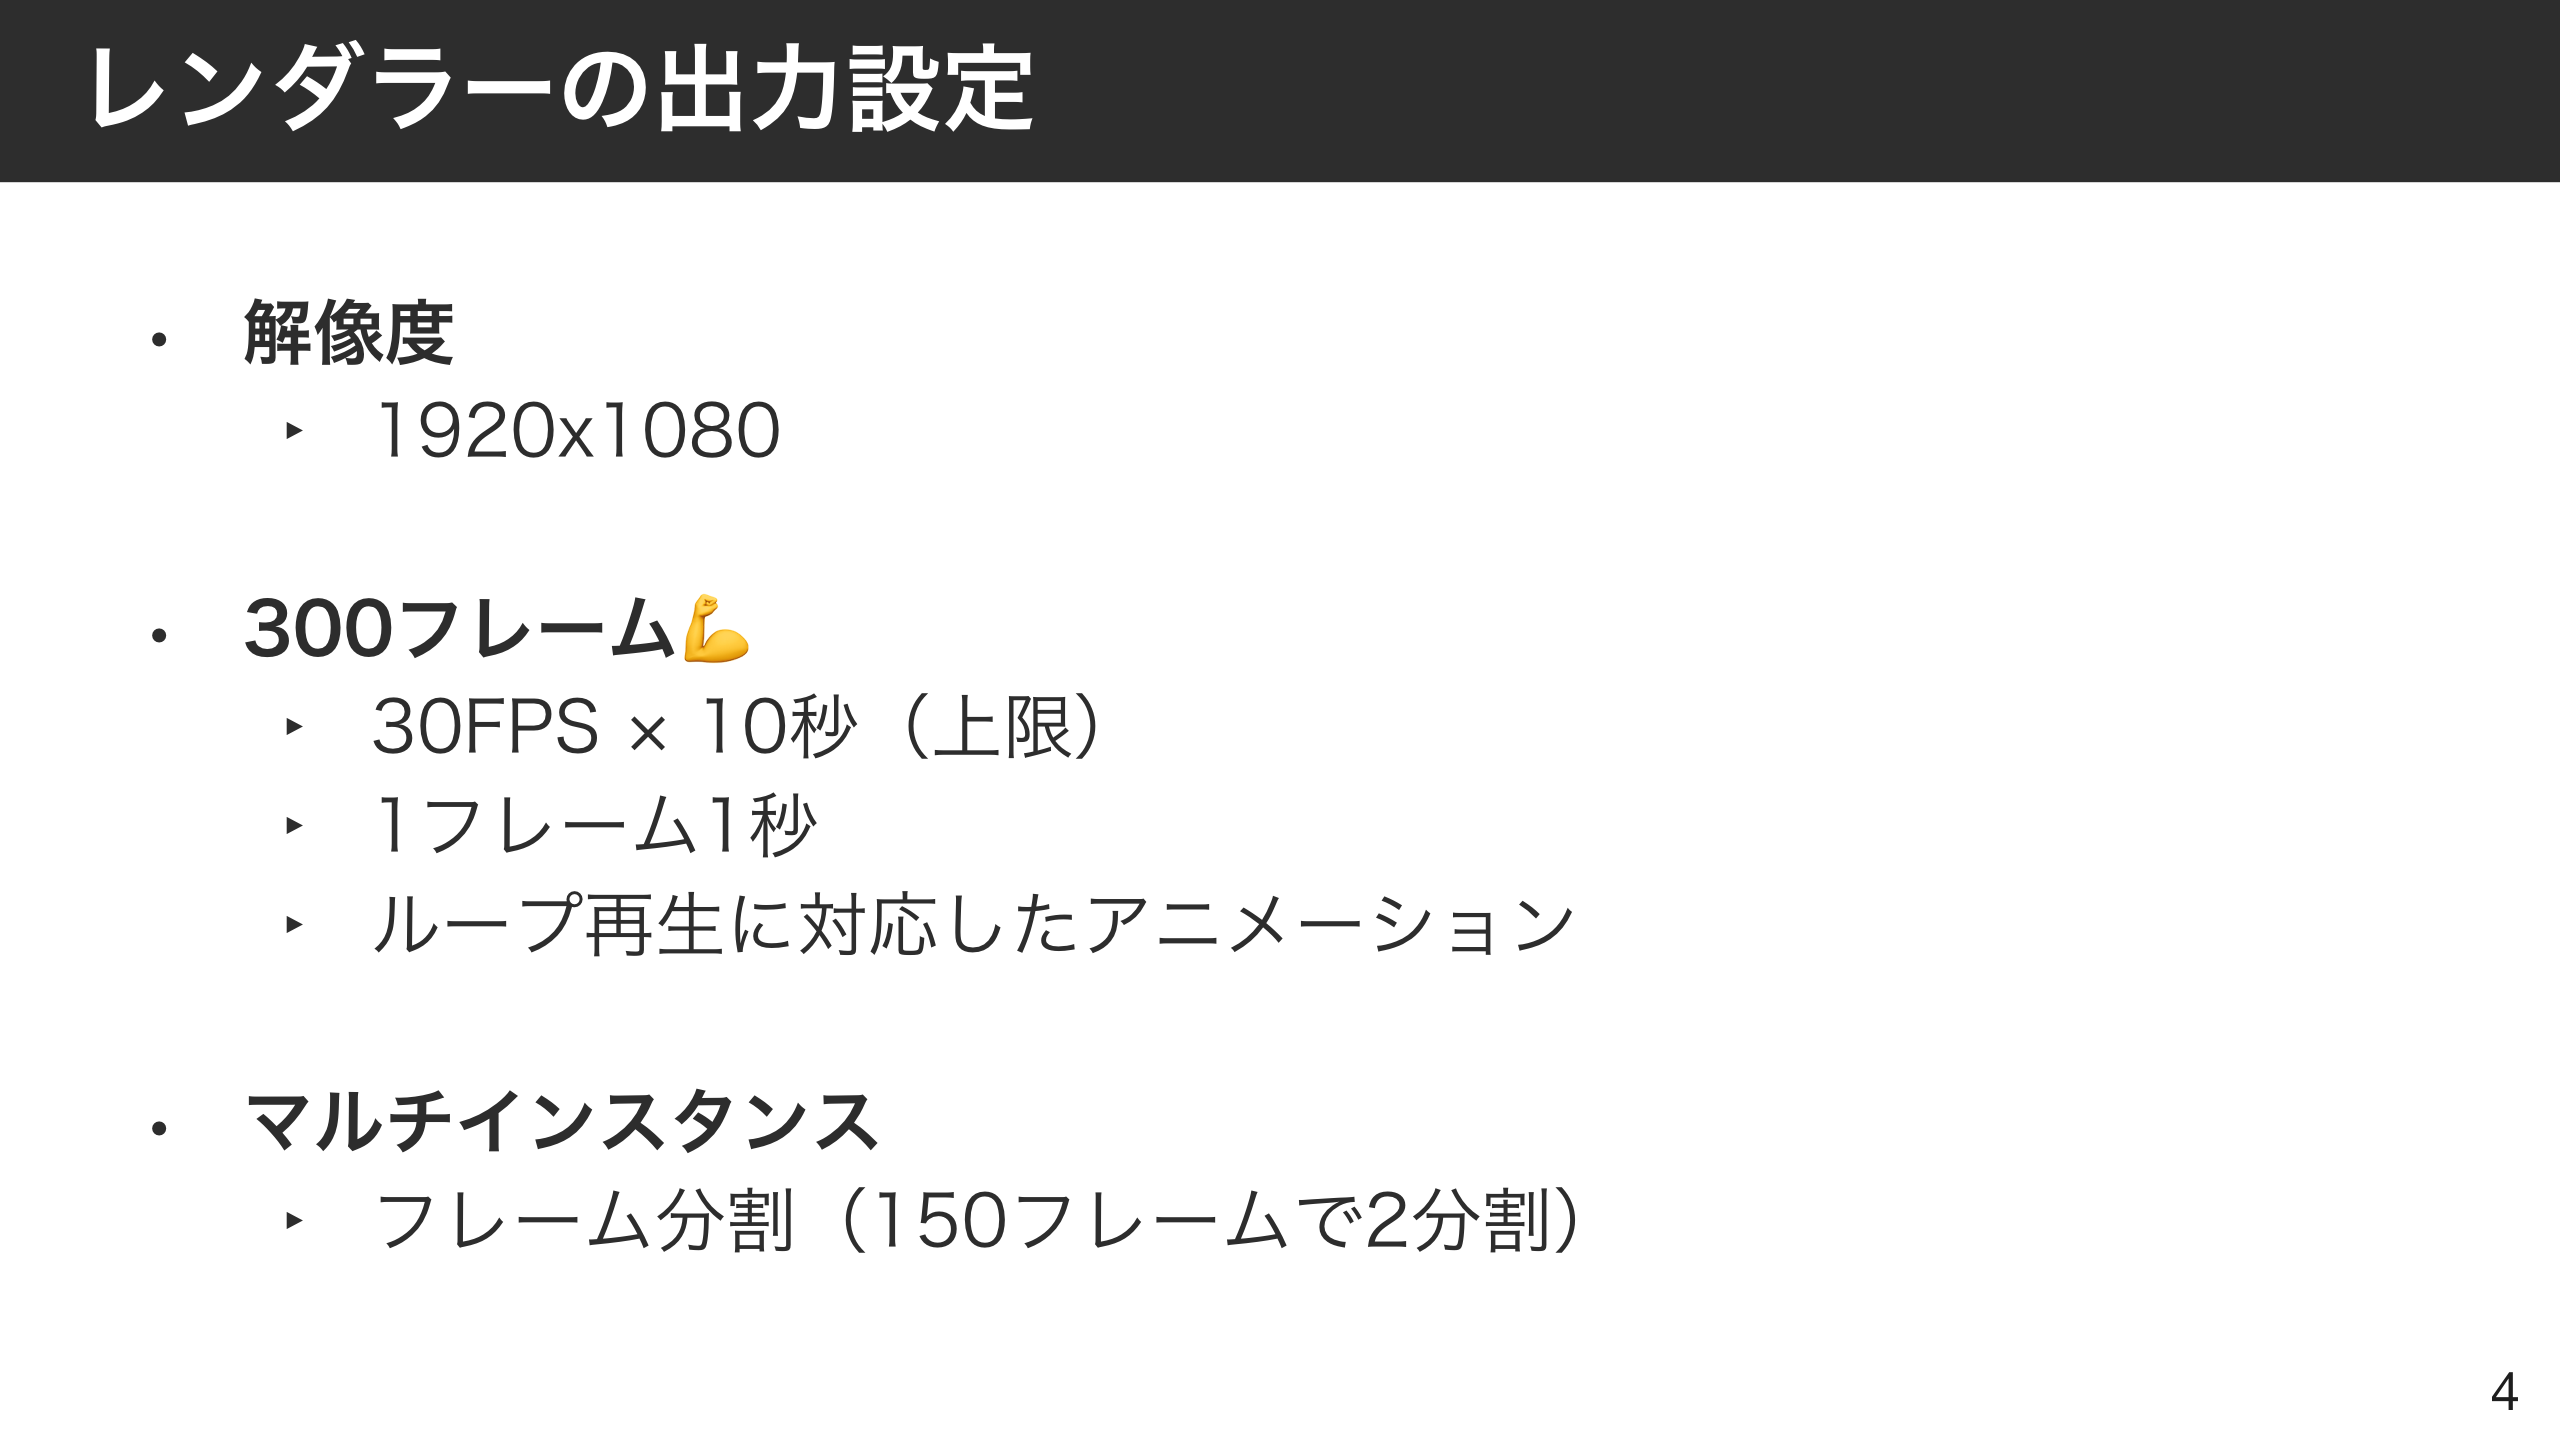 レンダラーの出力設定
• 解像度
‣ 1920x1080
• 300フレーム💪
‣ 30FPS × 10秒（上限）
‣ 1フレーム1秒
‣ ループ再生に対応したアニメーション
• マルチインスタンス
‣ フレーム分割（150フレームで2分割）
4